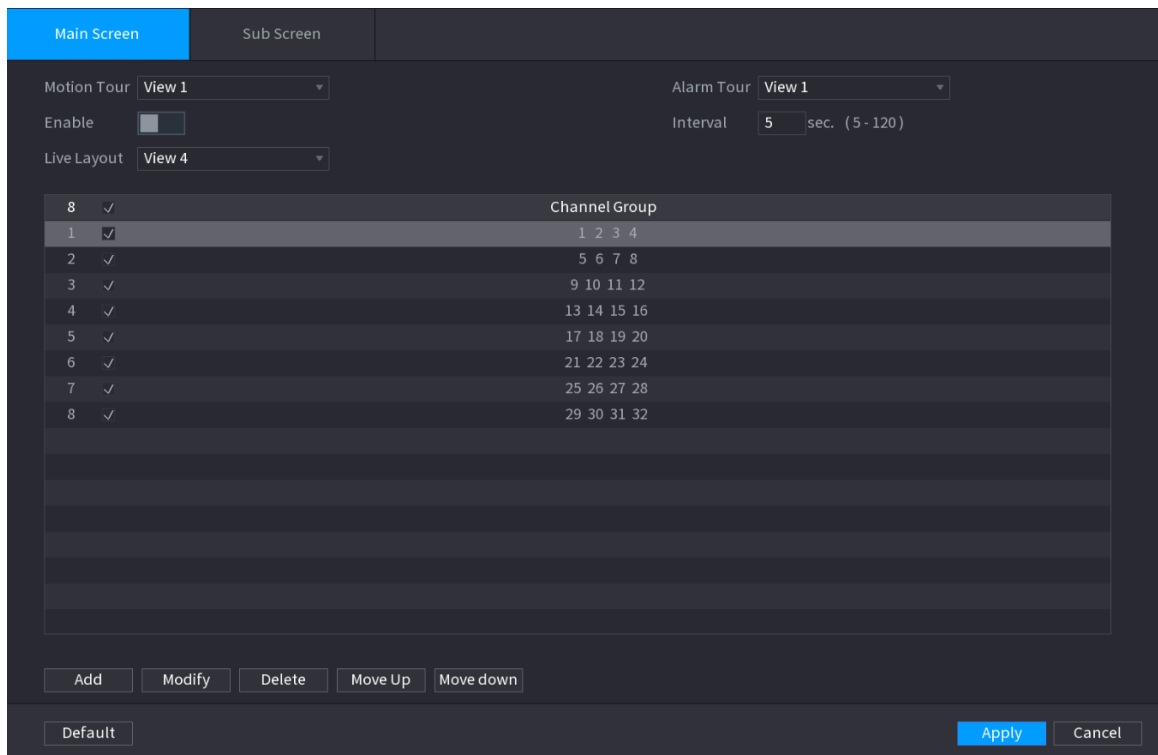 Main Screen Sub Screen
Motion Tour View 1 Alarm Tour View 1
Enable Interval 5 sec. (5-120)
Live Layout View 4
8 Channel Group
1 1 2 3 4
2 5 6 7 8
3 9 10 11 12
4 13 14 15 16
5 17 18 19 20
6 21 22 23 24
7 25 26 27 28
8 29 30 31 32
Add Modify Delete Move Up Move down
Default Apply Cancel